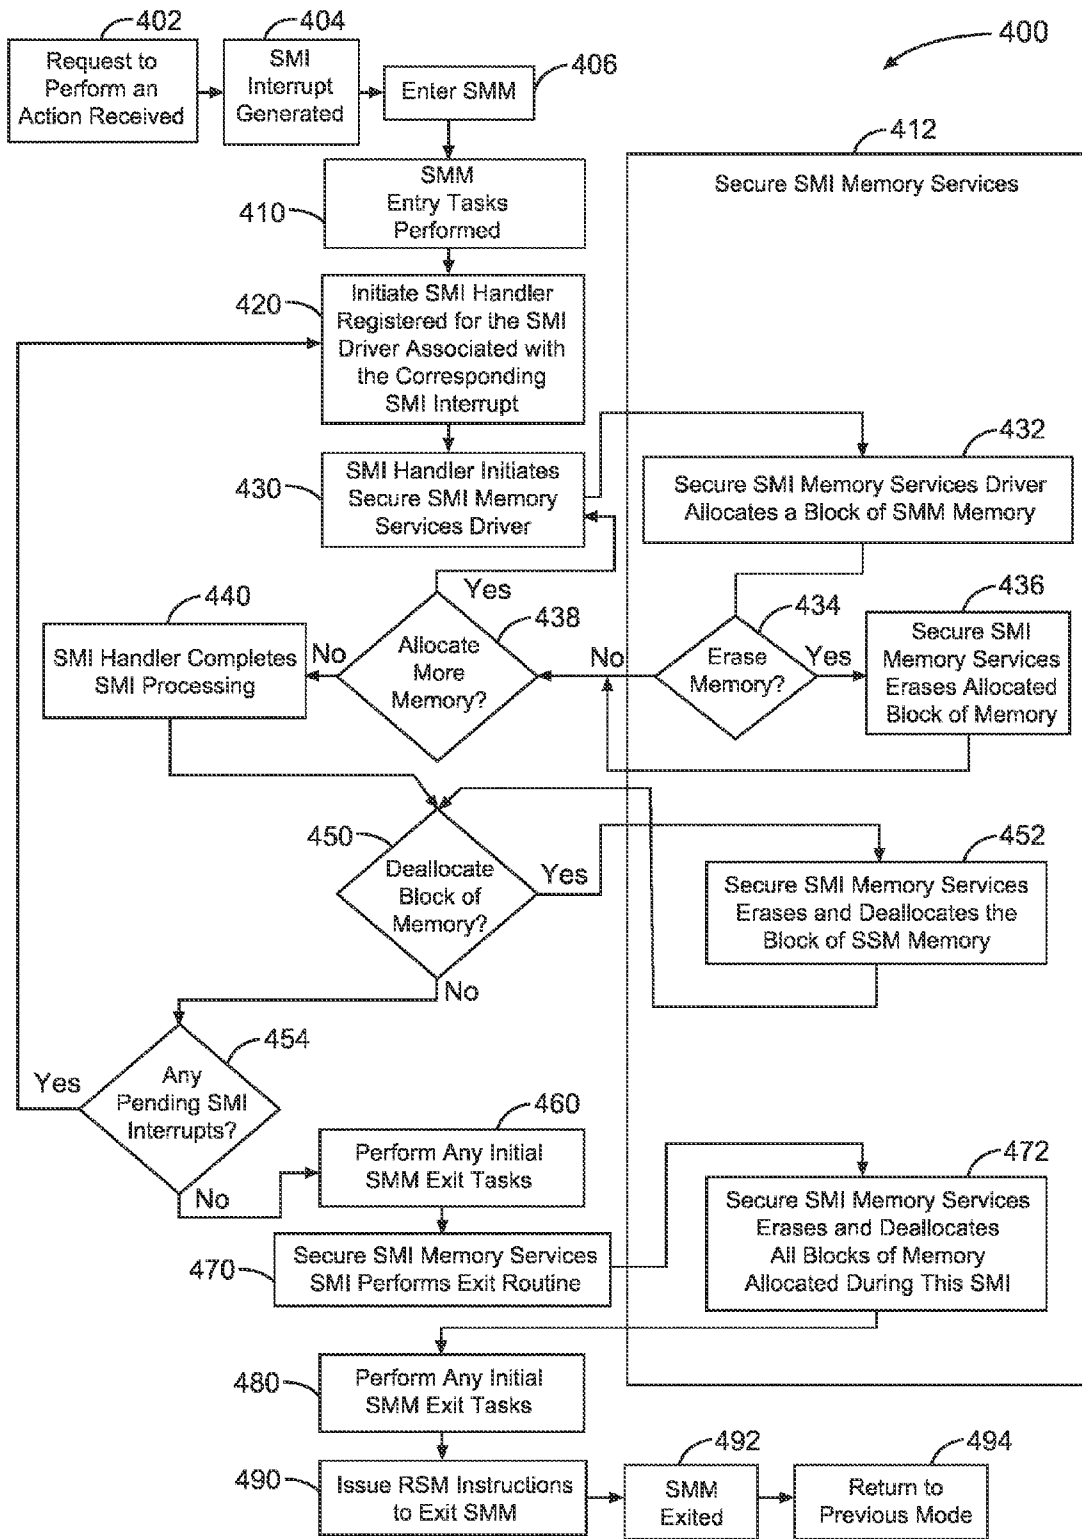 402
Request to
Perform an
Action Received
404
SMI
Interrupt
Generated
406
Enter SMM
400
412
Secure SMI Memory Services
410
SMM
Entry Tasks
Performed
420
Initiate SMI Handler
Registered for the SMI
Driver Associated with
the Corresponding
SMI Interrupt
430
SMI Handler Initiates
Secure SMI Memory
Services Driver
432
Secure SMI Memory Services Driver
Allocates a Block of SMM Memory
434
Erase
Memory?
Yes
No
436
Secure SMI
Memory Services
Erases Allocated
Block of Memory
438
Allocate
More
Memory?
Yes
No
440
SMI Handler Completes
SMI Processing
450
Deallocate
Block of
Memory?
Yes
No
452
Secure SMI Memory Services
Erases and Deallocates the
Block of SSM Memory
454
Any
Pending SMI
Interrupts?
Yes
No
460
Perform Any Initial
SMM Exit Tasks
470
Secure SMI Memory Services
SMI Performs Exit Routine
472
Secure SMI Memory Services
Erases and Deallocates
All Blocks of Memory
Allocated During This SMI
480
Perform Any Initial
SMM Exit Tasks
490
Issue RSM Instructions
to Exit SMM
492
SMM
Exited
494
Return to
Previous Mode